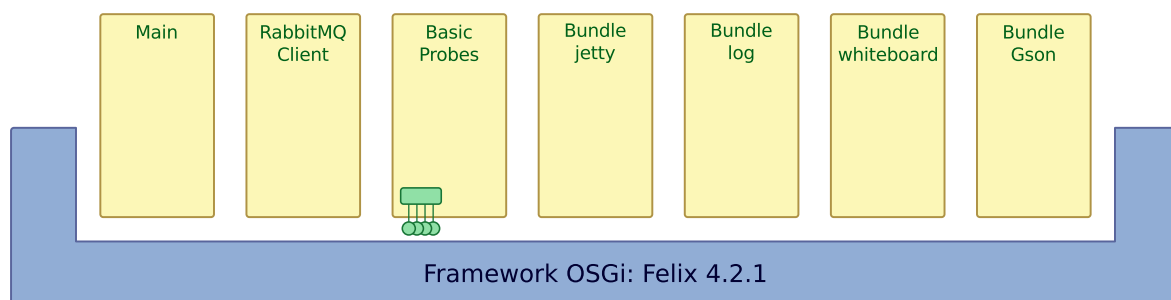 Main
RabbitMQ
Client
Basic
Probes
Bundle
jetty
Bundle
log
Bundle
whiteboard
Bundle
Gson
Framework OSGi: Felix 4.2.1